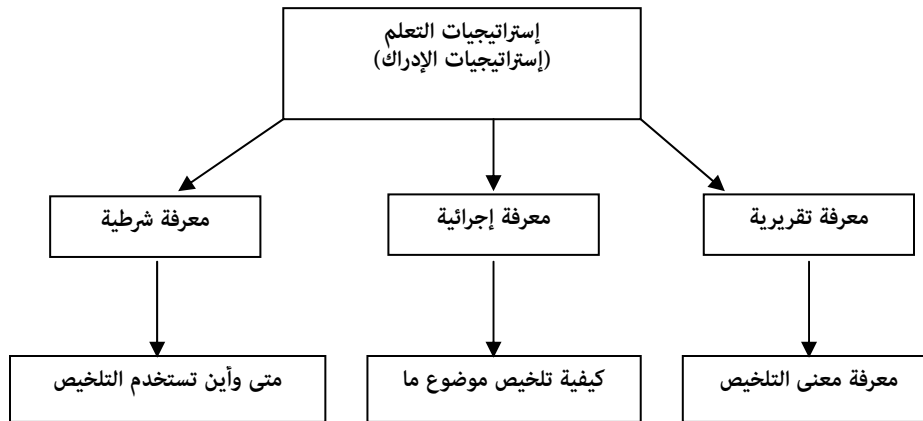 إستراتيجيات التعلم
(إستراتيجيات الإدراك)
معرفة تقريرية
معرفة إجرائية
معرفة شرطية
معرفة معنى التلخيص
كيفية تلخيص موضوع ما
متى وأين تستخدم التلخيص